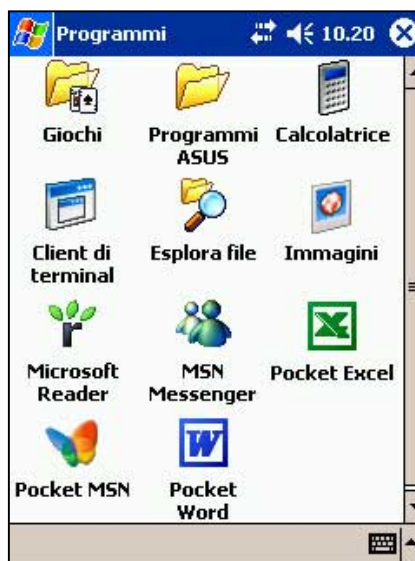 Programmi 10.20
Giochi
Programmi ASUS
Calcolatrice
Client di terminal
Esplora file
Immagini
Microsoft Reader
MSN Messenger
Pocket Excel
Pocket MSN
Pocket Word